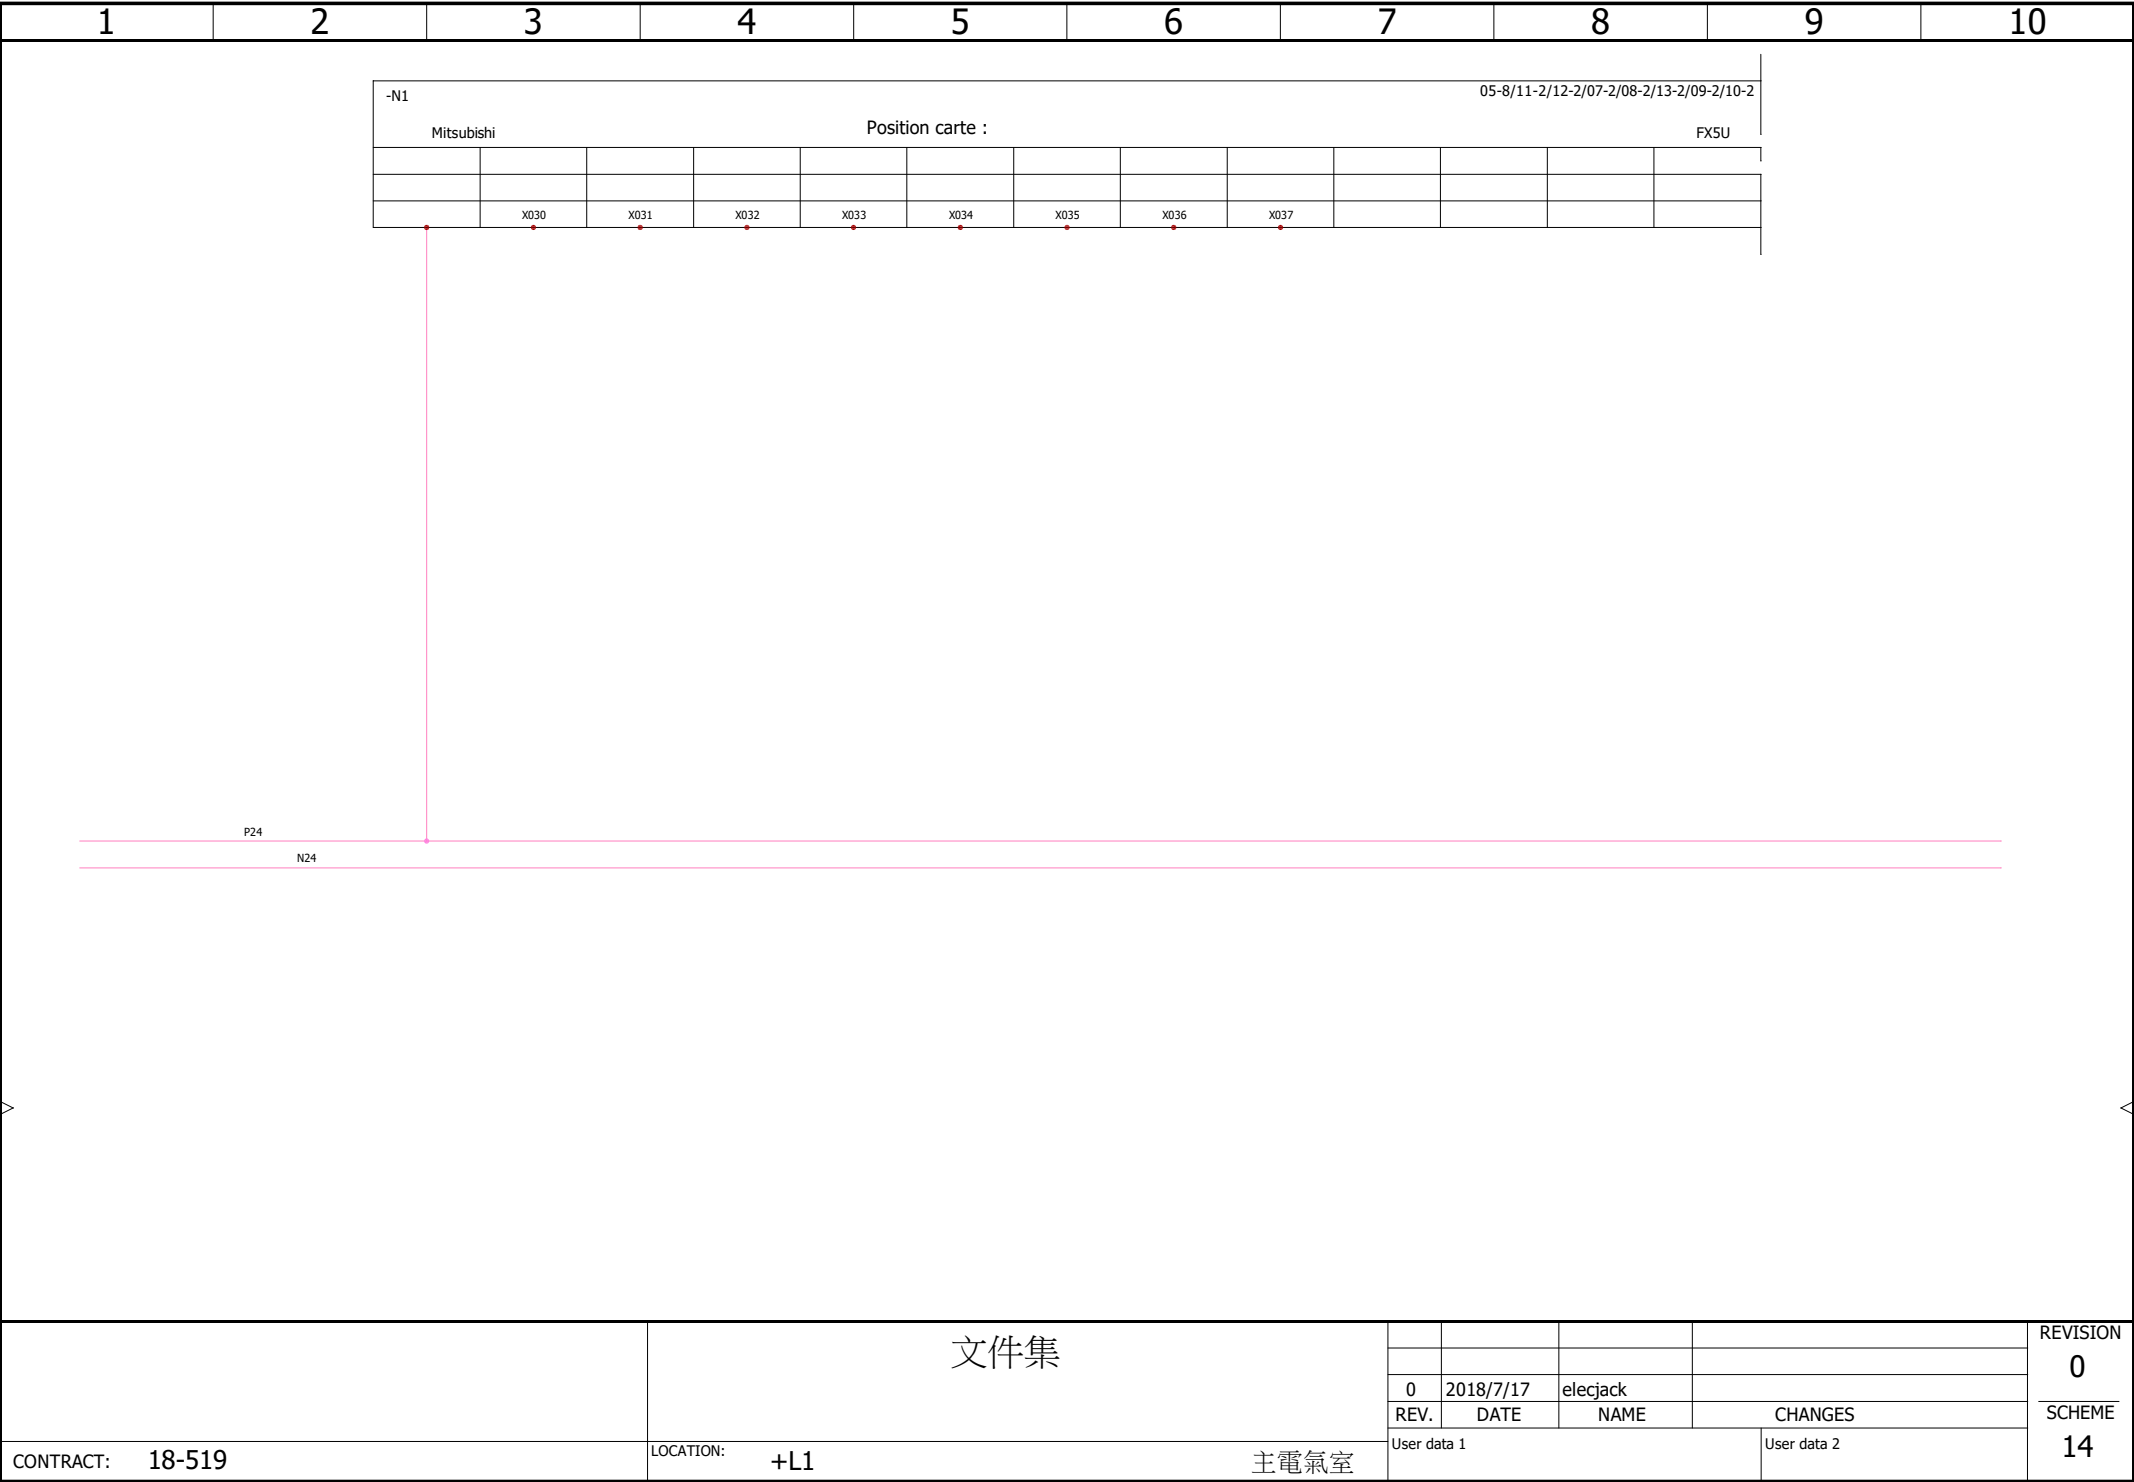 1 2 3 4 5 6 7 8 9 10
-N1 05-8/11-2/12-2/07-2/08-2/13-2/09-2/10-2
Mitsubishi Position carte : FX5U
X030 X031 X032 X033 X034 X035 X036 X037
P24
N24
文件集
REVISION
0
0 2018/7/17 elecjack
REV. DATE NAME CHANGES
SCHEME
14
User data 1 User data 2
CONTRACT: 18-519
LOCATION: +L1 主電氣室